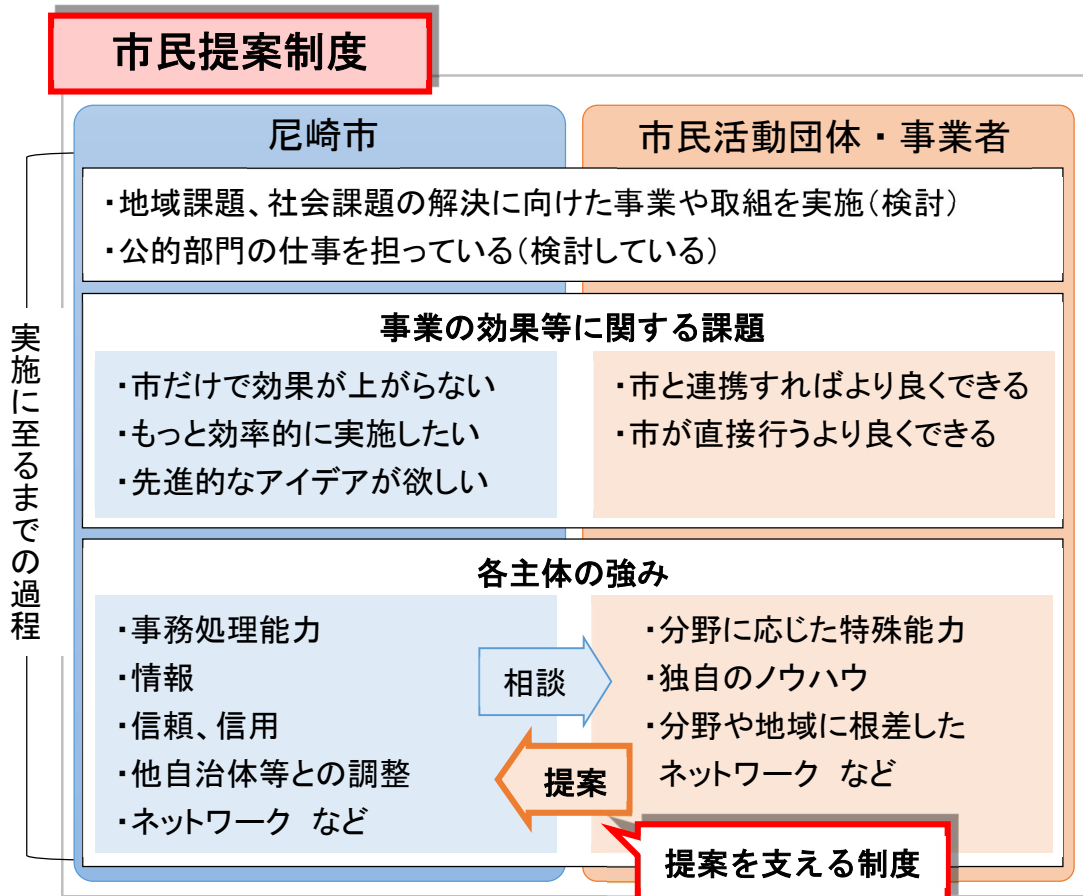 市民提案制度
尼崎市
市民活動団体・事業者
実施に至るまでの過程
・地域課題、社会課題の解決に向けた事業や取組を実施(検討)
・公的部門の仕事を担っている(検討している)
事業の効果等に関する課題
・市だけで効果が上がらない
・もっと効率的に実施したい
・先進的なアイデアが欲しい
・市と連携すればより良くできる
・市が直接行うより良くできる
各主体の強み
・事務処理能力
・情報
・信頼、信用
・他自治体等との調整
・ネットワーク など
相談
提案
・分野に応じた特殊能力
・独自のノウハウ
・分野や地域に根差した
ネットワーク など
提案を支える制度